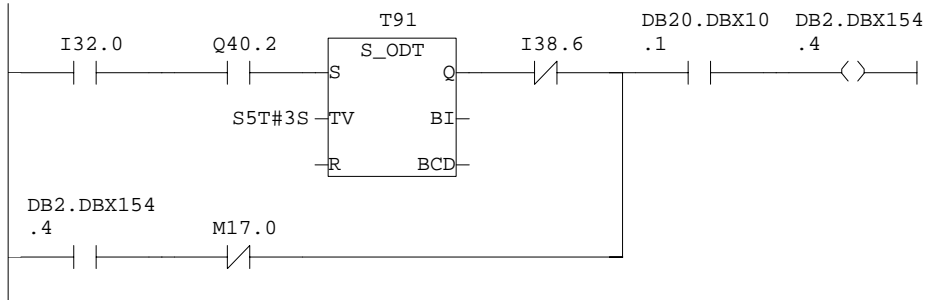 T91
DB20.DBX10
DB2.DBX154
I32.0
Q40.2
S_ODT
I38.6
.1
.4
S
Q
S5T#3S
TV
BI
R
BCD
DB2.DBX154
.4
M17.0